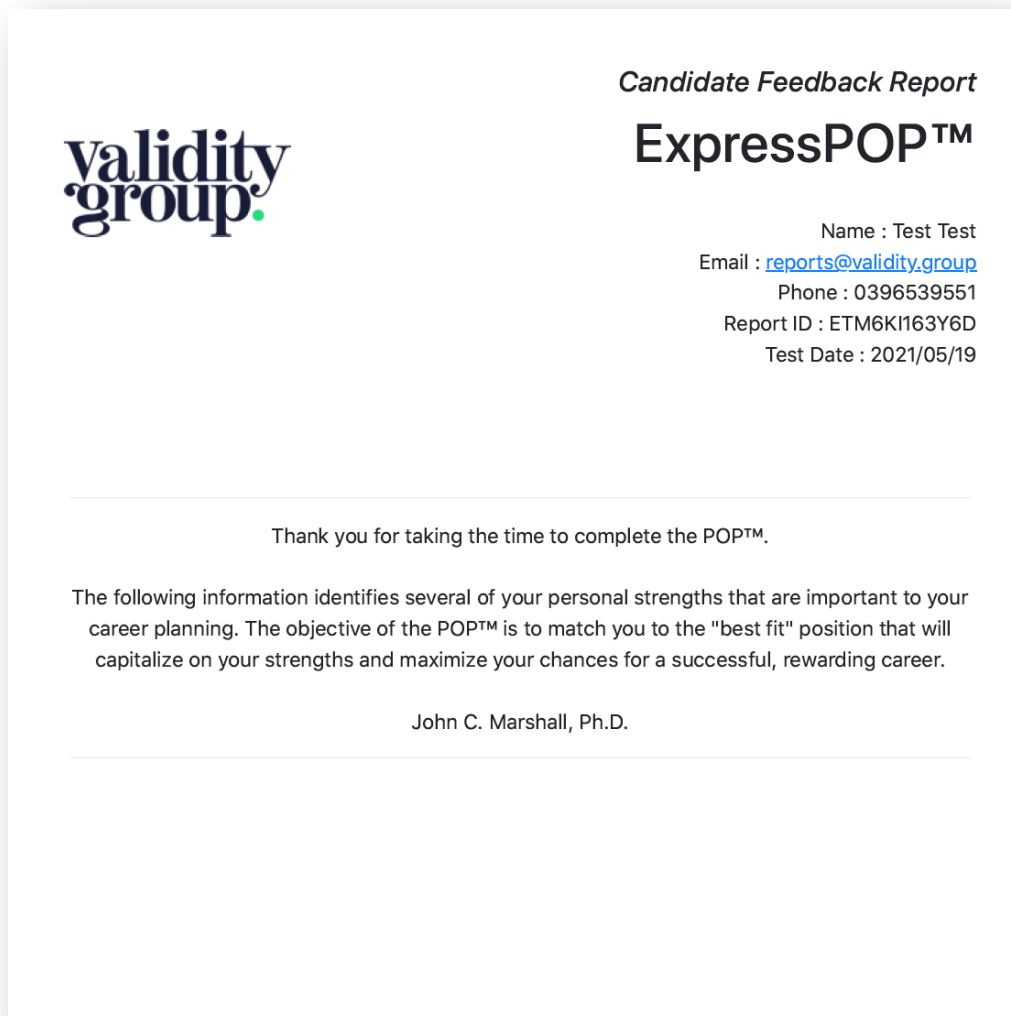 Candidate Feedback Report
validity
group.
ExpressPOP™
Name : Test Test
Email : reports@validity.group
Phone : 0396539551
Report ID : ETM6KI163Y6D
Test Date : 2021/05/19
Thank you for taking the time to complete the POP™.
The following information identifies several of your personal strengths that are important to your
career planning. The objective of the POP™ is to match you to the "best fit" position that will
capitalize on your strengths and maximize your chances for a successful, rewarding career.
John C. Marshall, Ph.D.